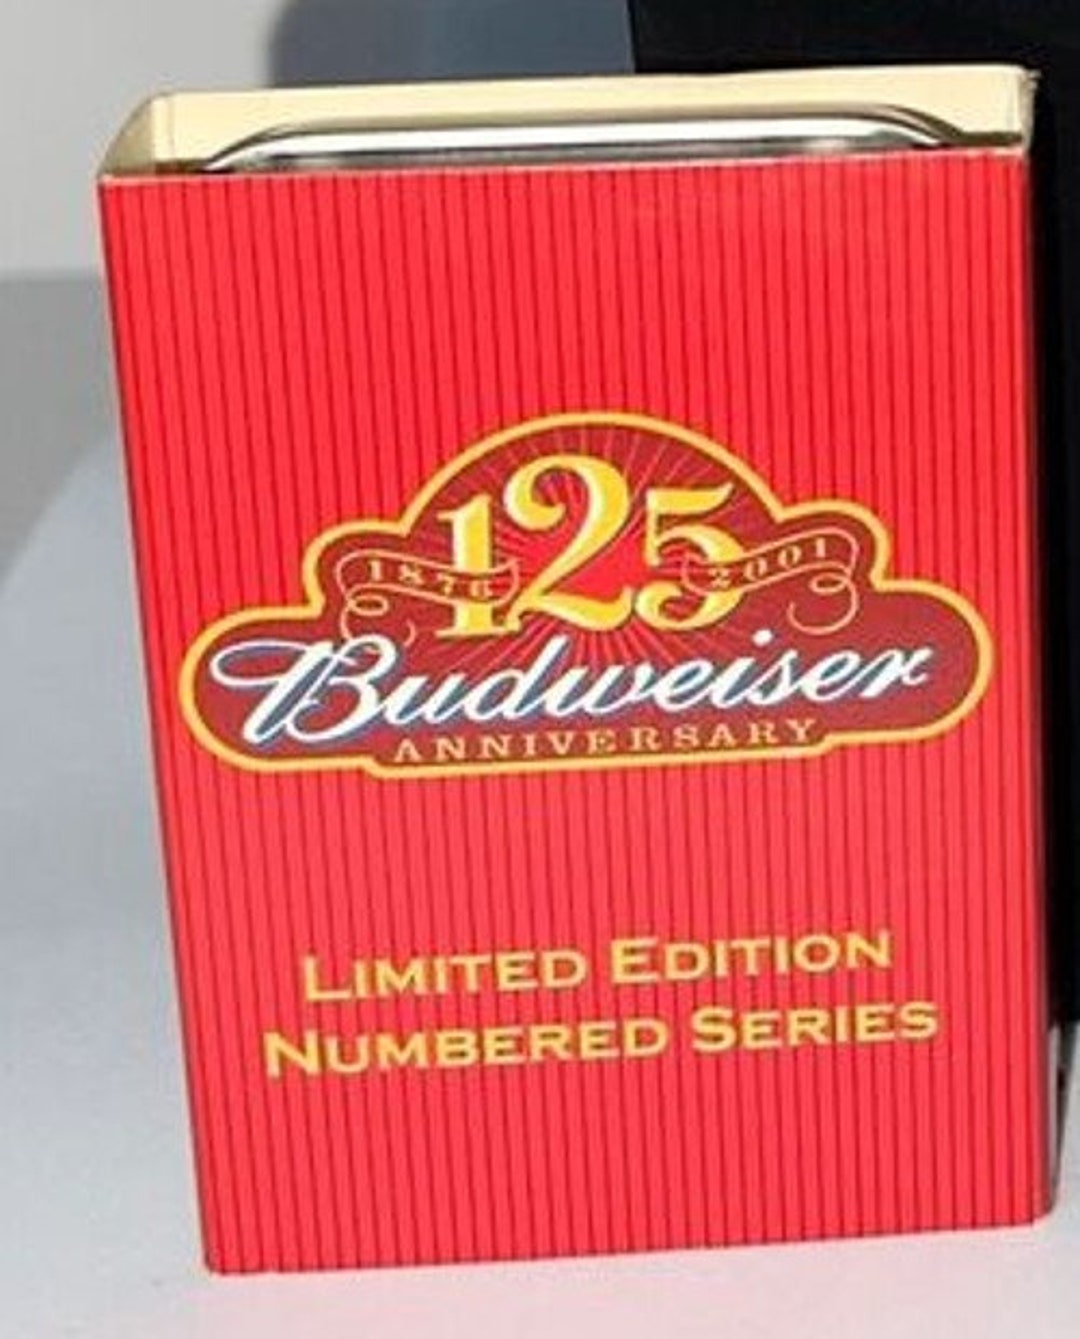 125
1876 2001
Budweiser
ANNIVERSARY
LIMITED EDITION
NUMBERED SERIES